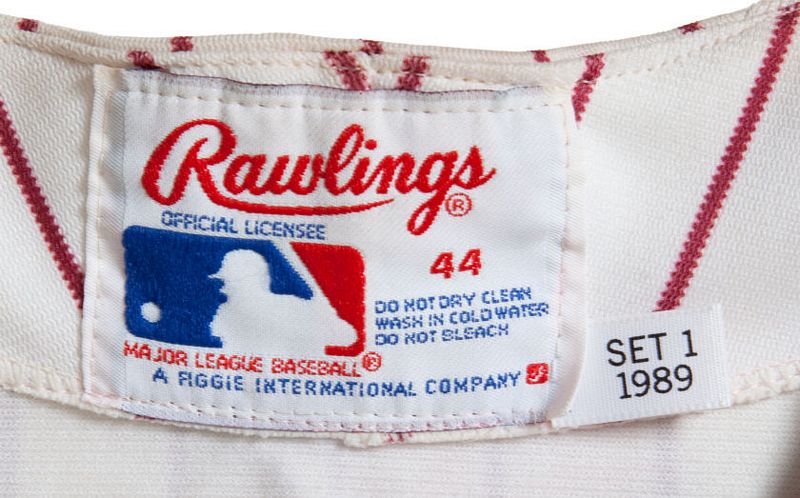 Rawlings®
OFFICIAL LICENSEE
44
DO NOT DRY CLEAN
WASH IN COLD WATER
DO NOT BLEACH
MAJOR LEAGUE BASEBALL®
A FIGGIE INTERNATIONAL COMPANY
SET 1
1989